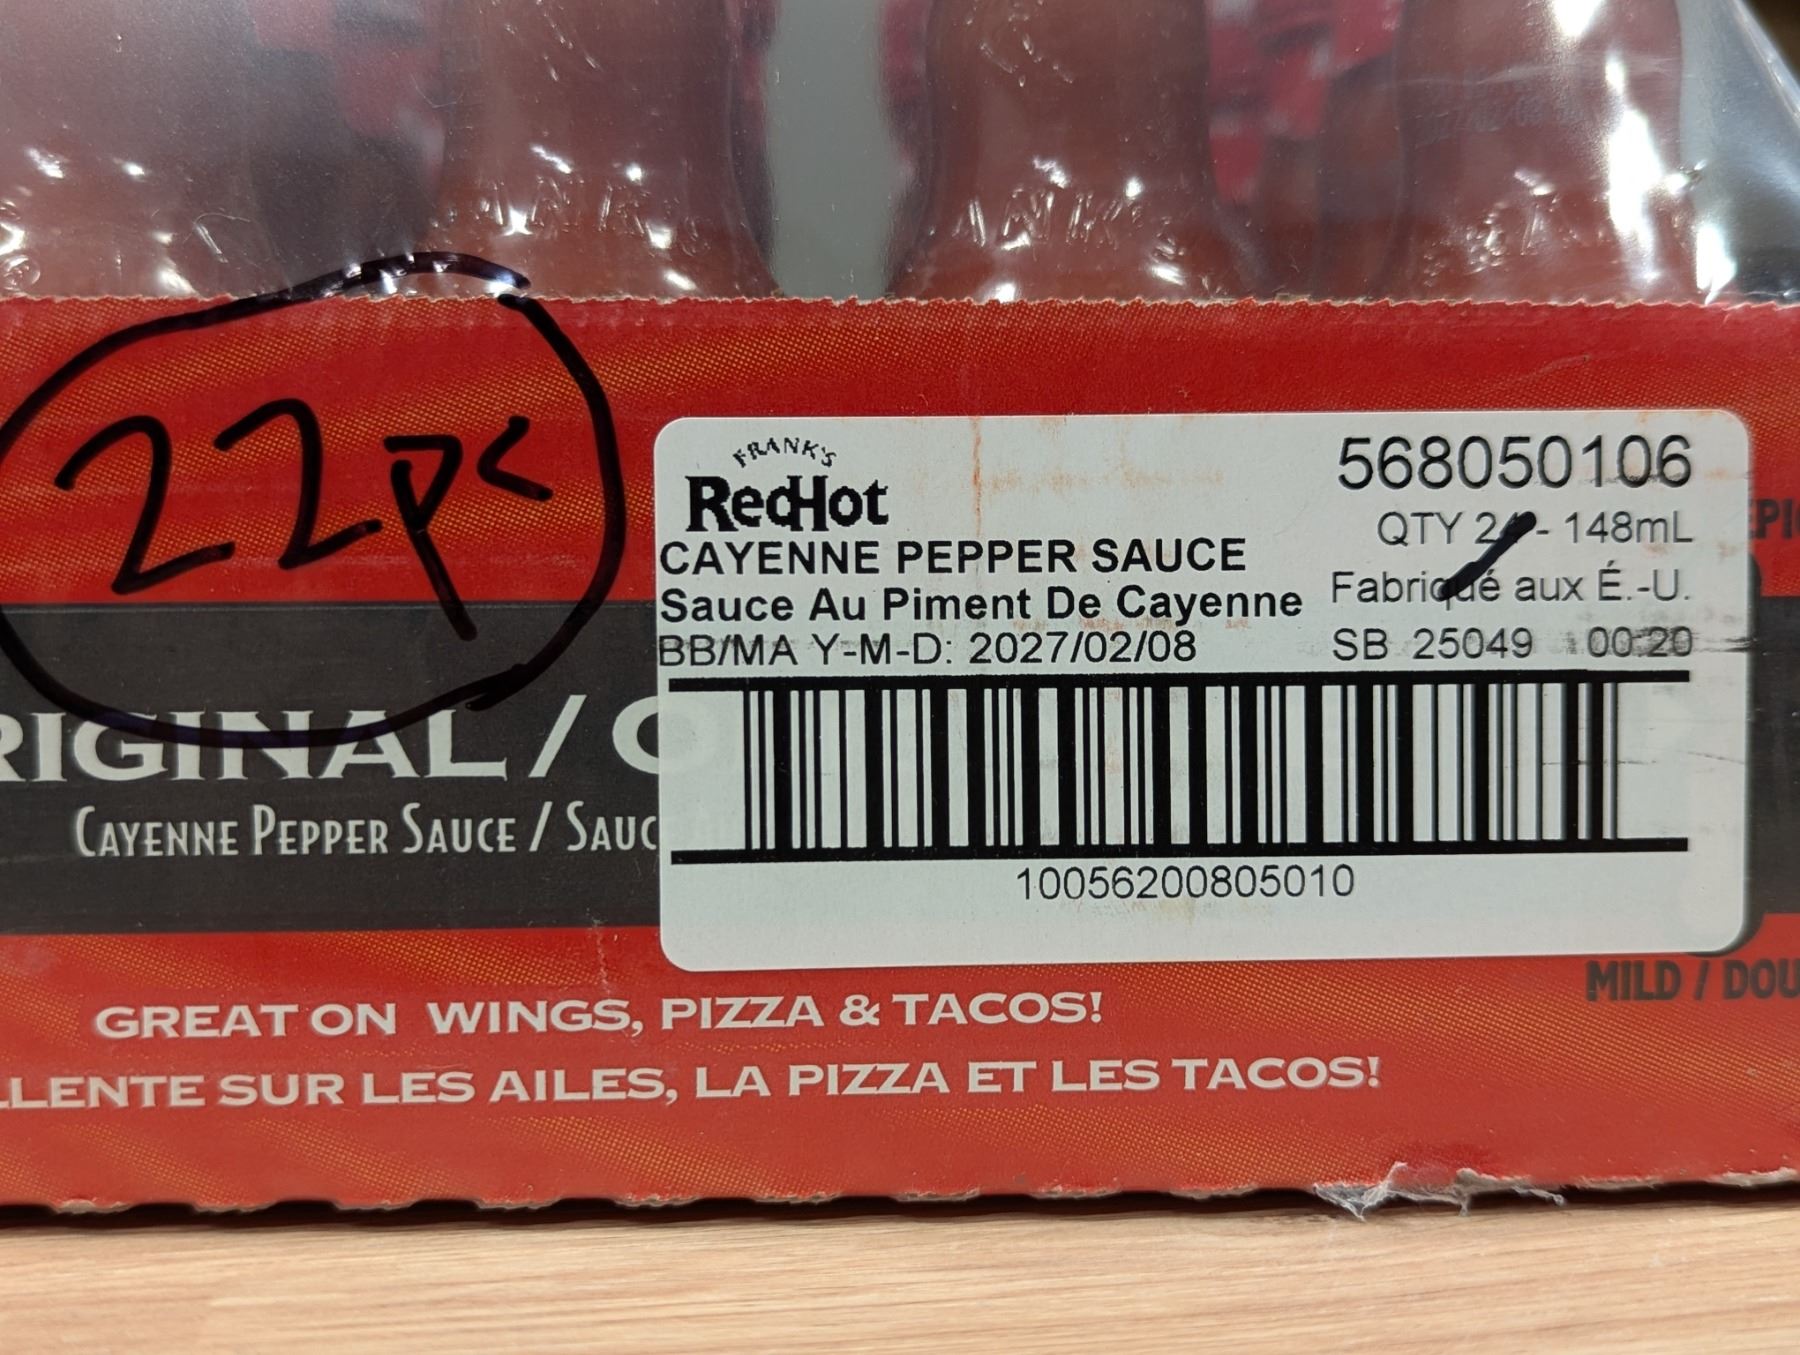 22pc
FRANK'S
RedHot
CAYENNE PEPPER SAUCE
Sauce Au Piment De Cayenne
BB/MA Y-M-D: 2027/02/08
568050106
QTY - 148mL
Fabriqué aux É.-U.
SB 25049 00:20
10056200805010
RIGINAL / O
CAYENNE PEPPER SAUCE / SAUC
EPI
MILD / DOU
GREAT ON WINGS, PIZZA & TACOS!
LLENTE SUR LES AILES, LA PIZZA ET LES TACOS!